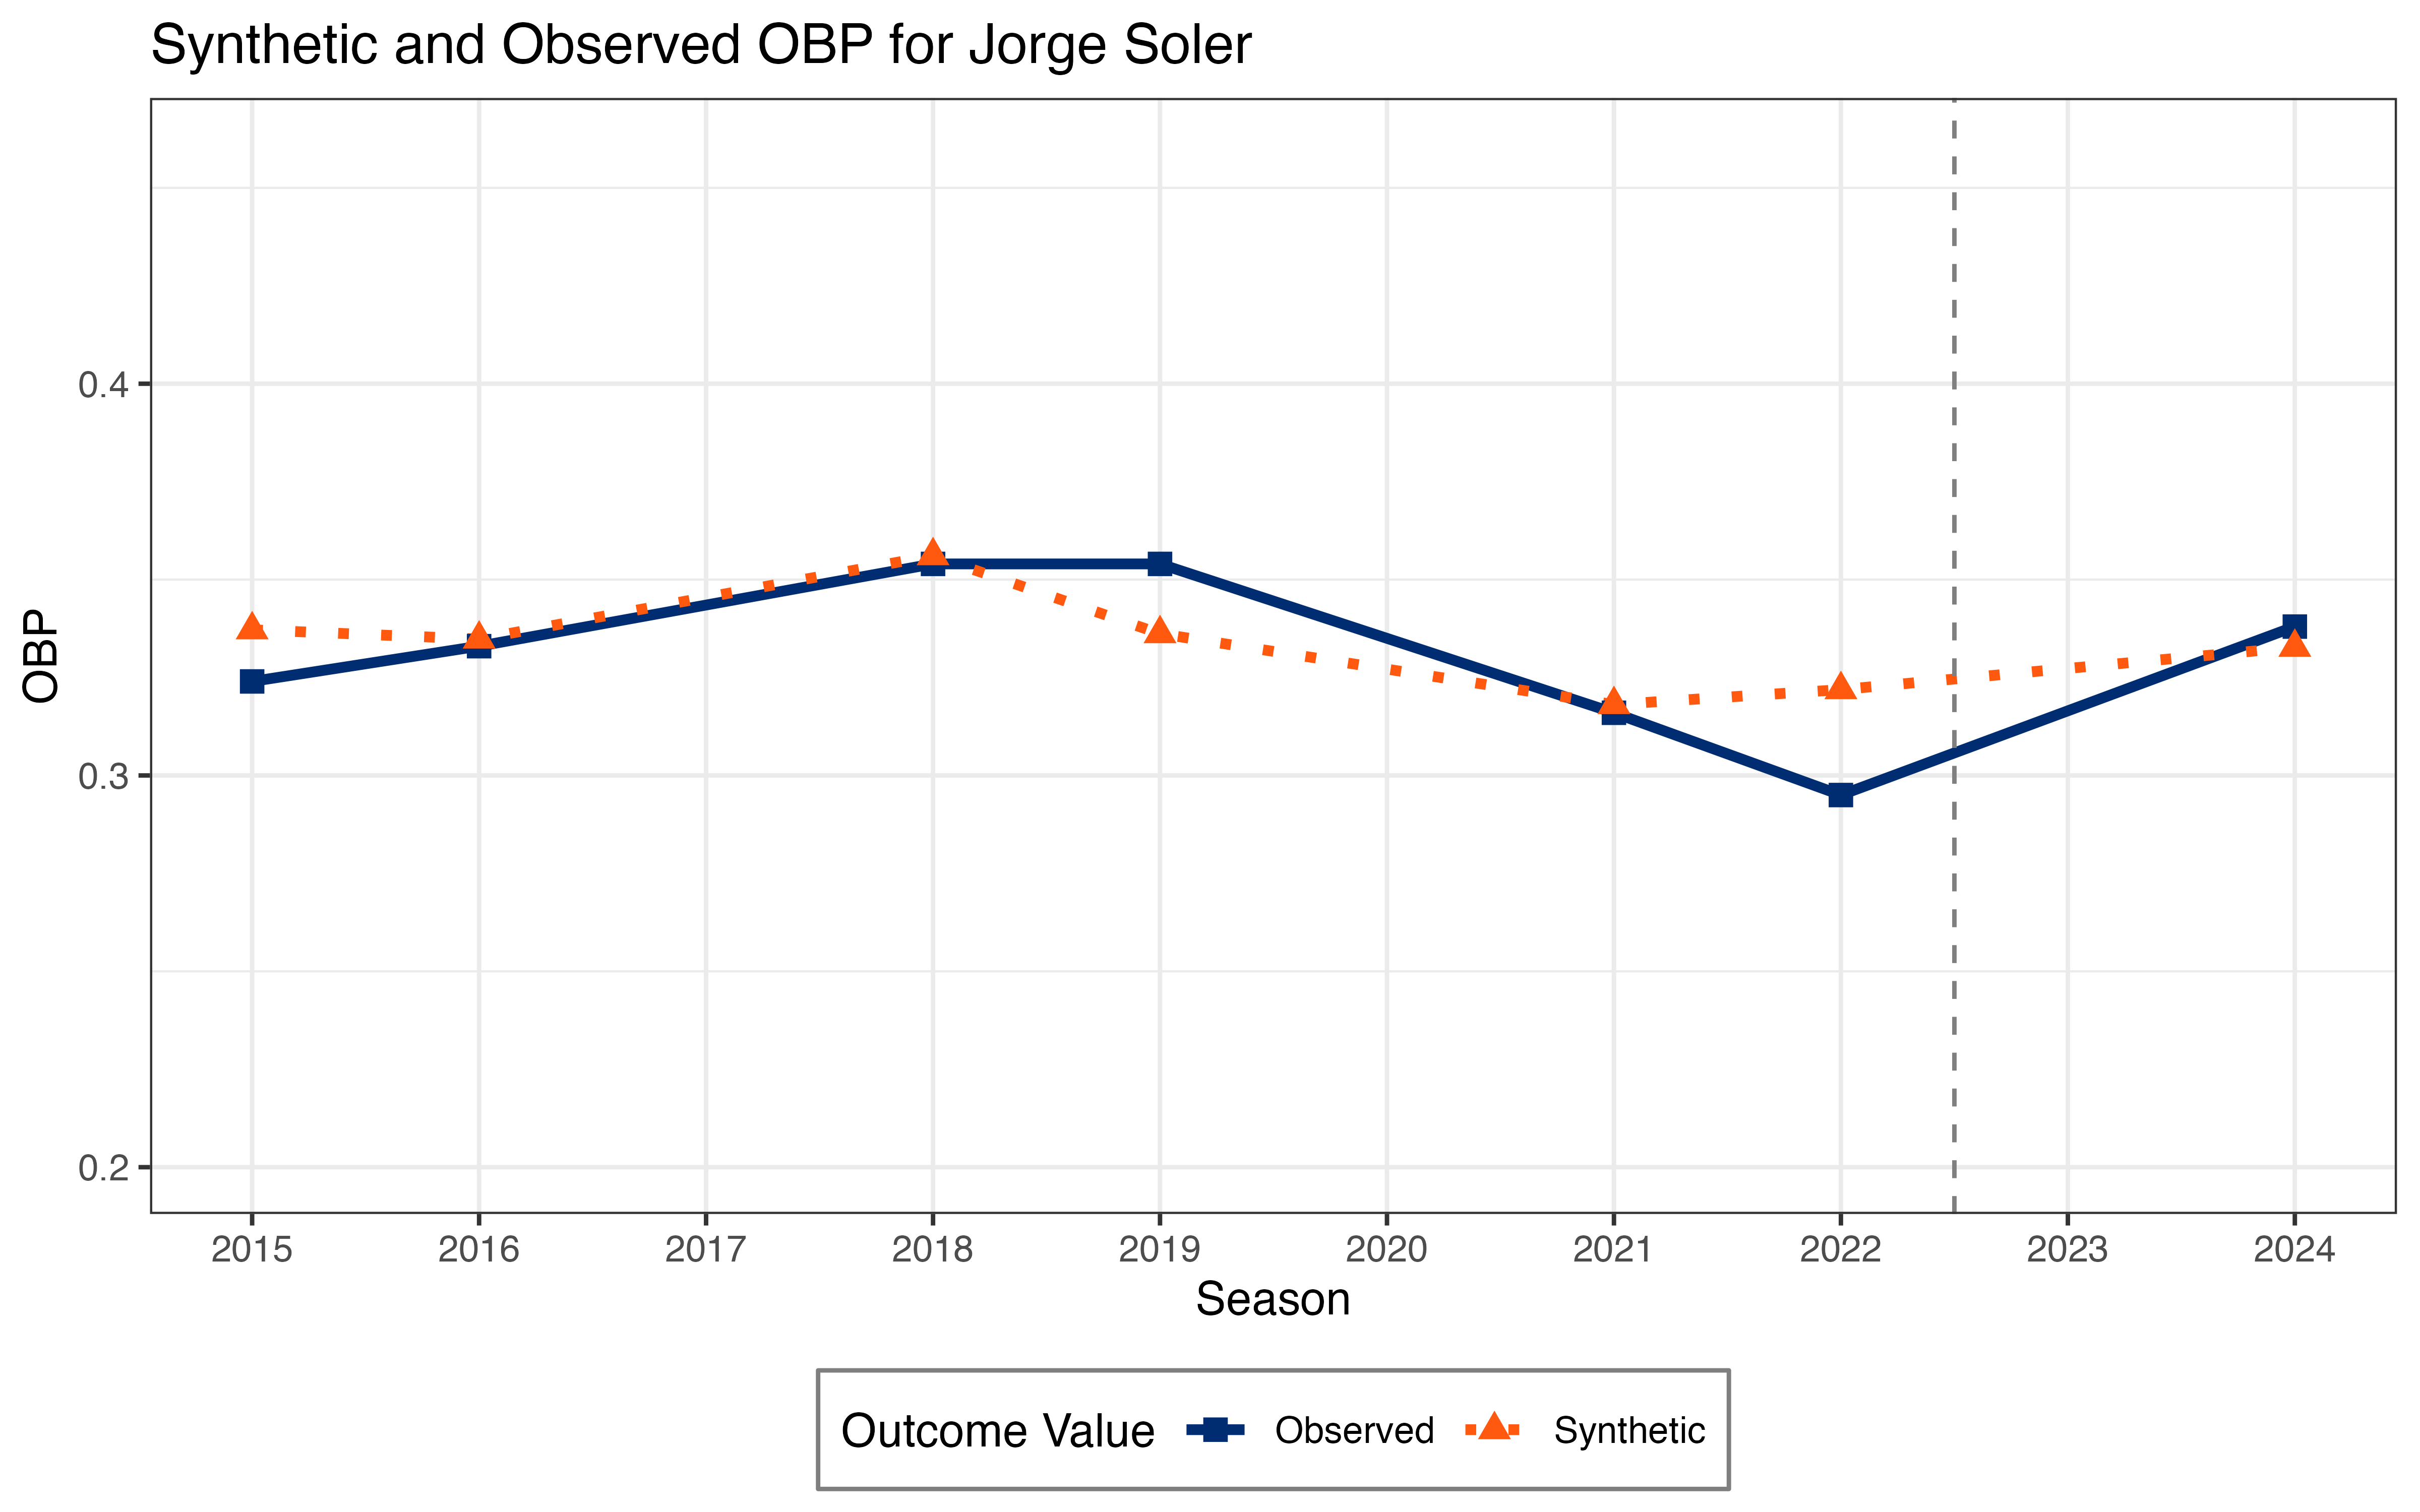 Synthetic and Observed OBP for Jorge Soler
OBP
0.4
0.3
0.2
2015 2016 2017 2018 2019 2020 2021 2022 2023 2024
Season
Outcome Value Observed Synthetic